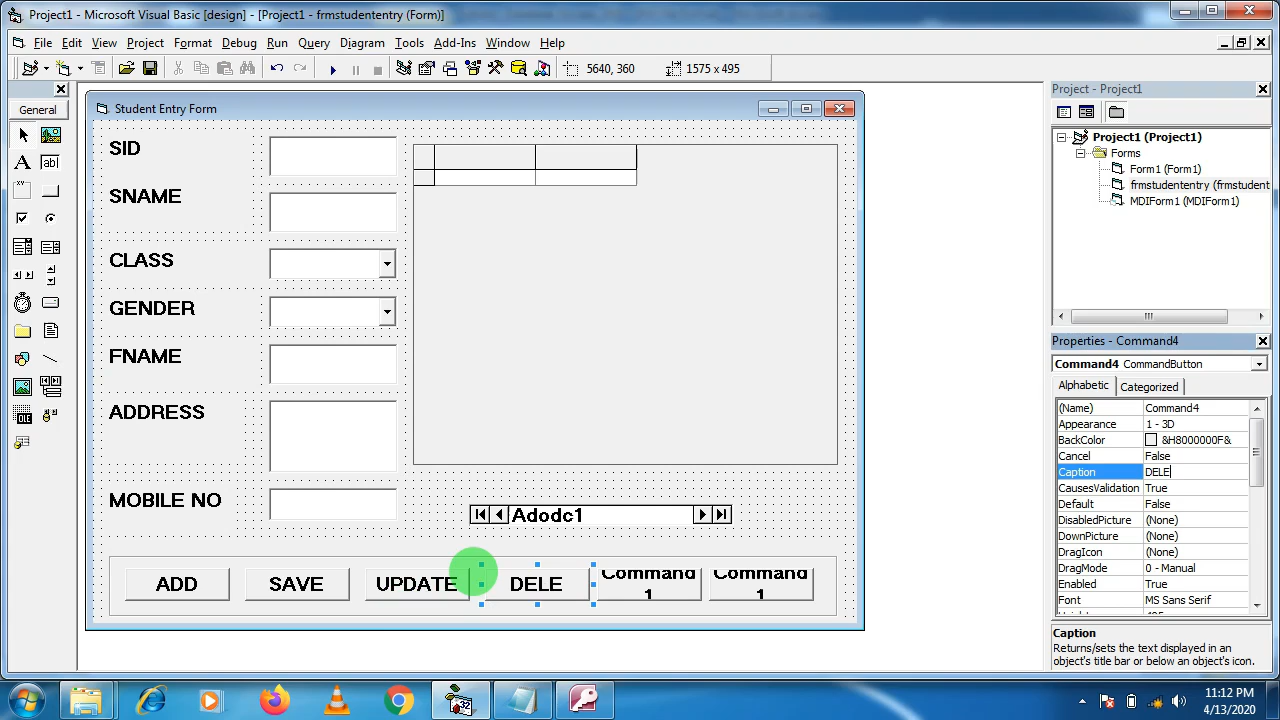 Project1 - Microsoft Visual Basic [design] - [Project1 - frmstudententry (Form)]
File Edit View Project Format Debug Run Query Diagram Tools Add-Ins Window Help
5640, 360 1575 x 495
General
Student Entry Form
SID
SNAME
CLASS
GENDER
FNAME
ADDRESS
MOBILE NO
Adodc1
ADD SAVE UPDATE DELE Command1 Command1
Project - Project1
Project1 (Project1)
Forms
Form1 (Form1)
frmstudententry (frmstudent
MDIForm1 (MDIForm1)
Properties - Command4
Command4 CommandButton
Alphabetic Categorized
(Name) Command4
Appearance 1 - 3D
BackColor &H8000000F&
Cancel False
Caption DELE
CausesValidation True
Default False
DisabledPicture (None)
DownPicture (None)
DragIcon (None)
DragMode 0 - Manual
Enabled True
Font MS Sans Serif
Caption
Returns/sets the text displayed in
an object's title bar or below an object's icon.
11:12 PM
4/13/2020